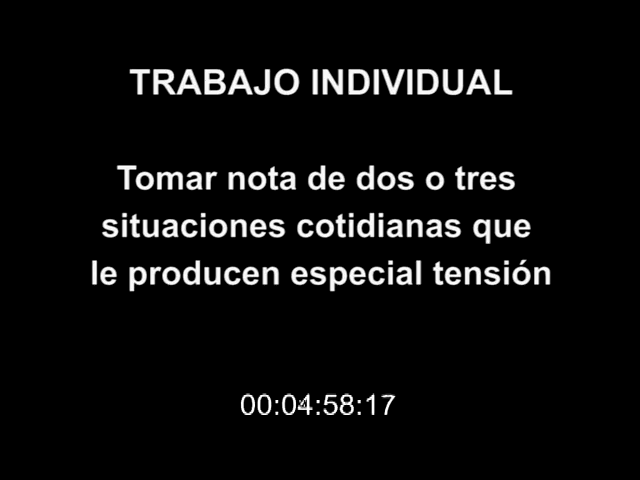 TRABAJO INDIVIDUAL
Tomar nota de dos o tres
situaciones cotidianas que
le producen especial tensión
00:04:58:17